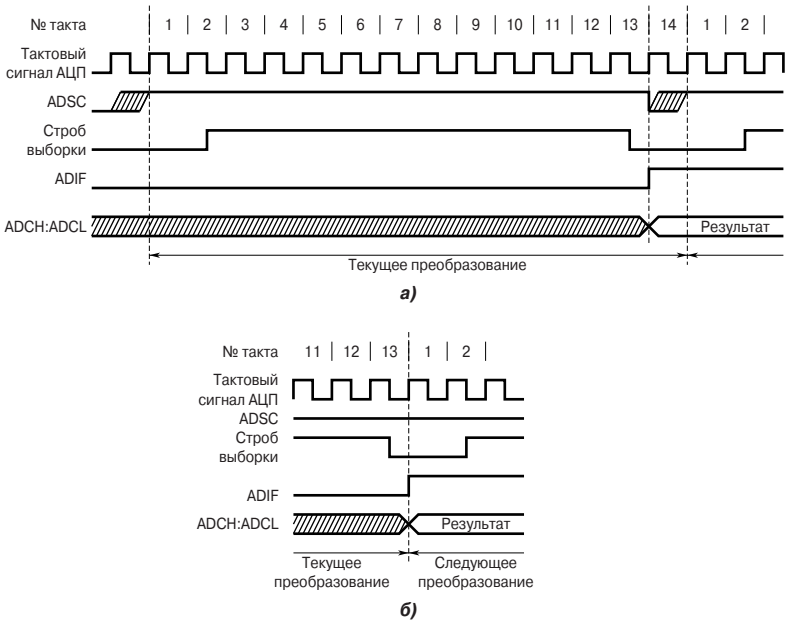 № такта 1 2 3 4 5 6 7 8 9 10 11 12 13 14 1 2
Тактовый
сигнал АЦП
ADSC
Строб
выборки
ADIF
ADCH:ADCL Результат
Текущее преобразование
а)
№ такта 11 12 13 1 2
Тактовый
сигнал АЦП
ADSC
Строб
выборки
ADIF
ADCH:ADCL Результат
Текущее Следующее
преобразование преобразование
б)